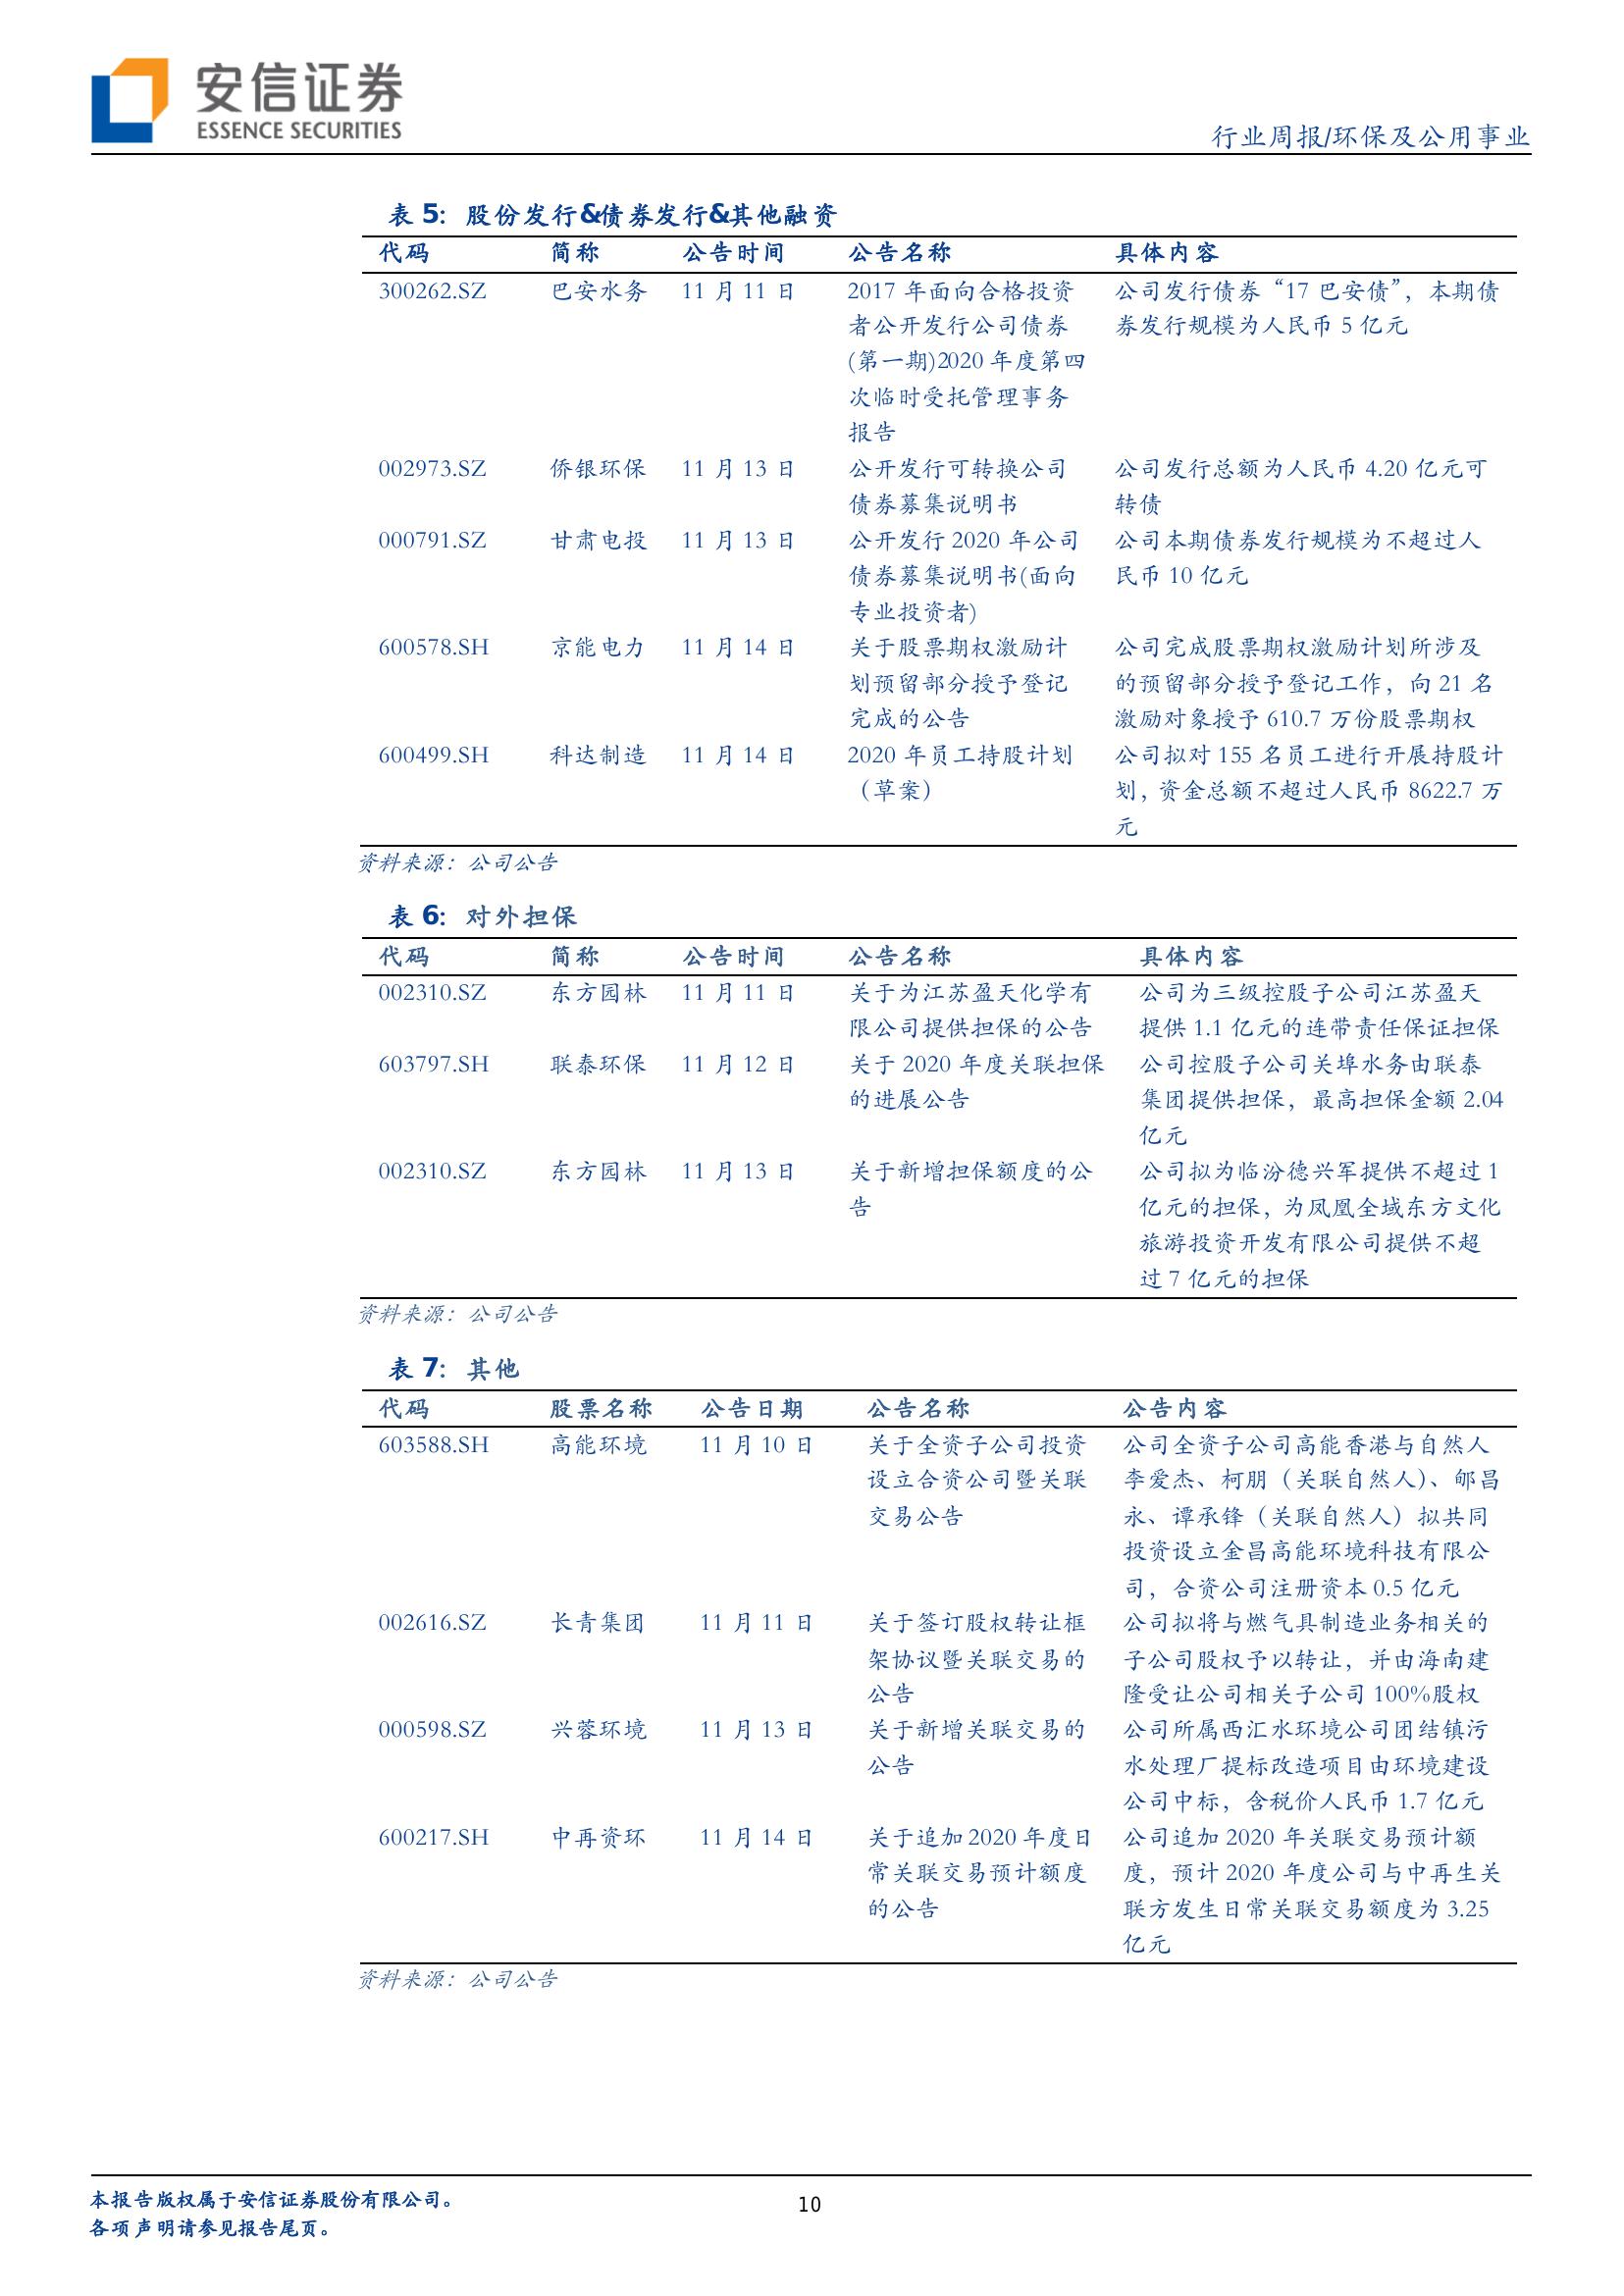 安信证券
ESSENCE SECURITIES
行业周报/环保及公用事业
表 5: 股份发行&债券发行&其他融资
代码 简称 公告时间 公告名称 具体内容
300262.SZ 巴安水务 11 月 11 日 2017 年面向合格投资 公司发行债券“17 巴安债”，本期债
者公开发行公司债券 券发行规模为人民币 5 亿元
(第一期)2020 年度第四
次临时受托管理事务
报告
002973.SZ 侨银环保 11 月 13 日 公开发行可转换公司 公司发行总额为人民币 4.20 亿元可
债券募集说明书 转债
000791.SZ 甘肃电投 11 月 13 日 公开发行 2020 年公司 公司本期债券发行规模为不超过人
债券募集说明书(面向 民币 10 亿元
专业投资者)
600578.SH 京能电力 11 月 14 日 关于股票期权激励计 公司完成股票期权激励计划所涉及
划预留部分授予登记 的预留部分授予登记工作，向 21 名
完成的公告 激励对象授予 610.7 万份股票期权
600499.SH 科达制造 11 月 14 日 2020 年员工持股计划 公司拟对 155 名员工进行开展持股计
（草案） 划，资金总额不超过人民币 8622.7 万
元
资料来源：公司公告
表 6: 对外担保
代码 简称 公告时间 公告名称 具体内容
002310.SZ 东方园林 11 月 11 日 关于为江苏盈天化学有 公司为三级控股子公司江苏盈天
限公司提供担保的公告 提供 1.1 亿元的连带责任保证担保
603797.SH 联泰环保 11 月 12 日 关于 2020 年度关联担保 公司控股子公司关埠水务由联泰
的进展公告 集团提供担保，最高担保金额 2.04
亿元
002310.SZ 东方园林 11 月 13 日 关于新增担保额度的公 公司拟为临汾德兴军提供不超过 1
告 亿元的担保，为凤凰全域东方文化
旅游投资开发有限公司提供不超
过 7 亿元的担保
资料来源：公司公告
表 7: 其他
代码 股票名称 公告日期 公告名称 公告内容
603588.SH 高能环境 11 月 10 日 关于全资子公司投资 公司全资子公司高能香港与自然人
设立合资公司暨关联 李爱杰、柯朋（关联自然人）、郇昌
交易公告 永、谭承锋（关联自然人）拟共同
投资设立金昌高能环境科技有限公
司，合资公司注册资本 0.5 亿元
002616.SZ 长青集团 11 月 11 日 关于签订股权转让框 公司拟将与燃气具制造业务相关的
架协议暨关联交易的 子公司股权予以转让，并由海南建
公告 隆受让公司相关子公司 100%股权
000598.SZ 兴蓉环境 11 月 13 日 关于新增关联交易的 公司所属西汇水环境公司团结镇污
公告 水处理厂提标改造项目由环境建设
公司中标，含税价人民币 1.7 亿元
600217.SH 中再资环 11 月 14 日 关于追加 2020 年度日 公司追加 2020 年关联交易预计额
常关联交易预计额度 度，预计 2020 年度公司与中再生关
的公告 联方发生日常关联交易额度为 3.25
亿元
资料来源：公司公告
本报告版权属于安信证券股份有限公司。
10
各项声明请参见报告尾页。